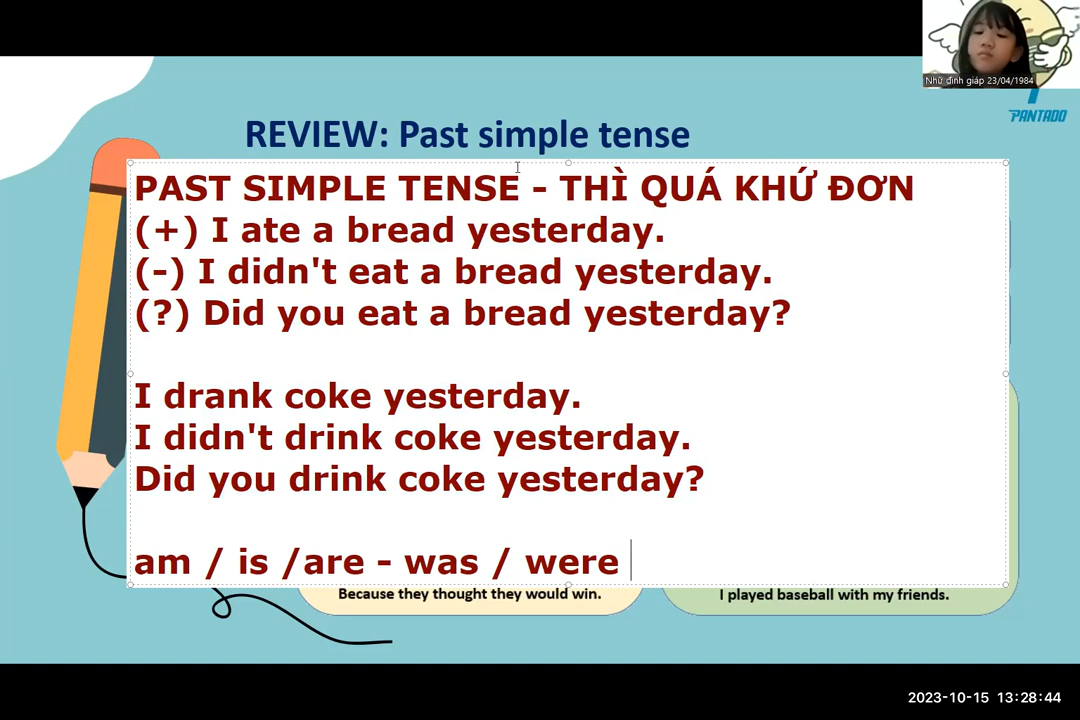 Nhữ đình giáp 23/04/1984
PANTADO
REVIEW: Past simple tense
PAST SIMPLE TENSE - THÌ QUÁ KHỨ ĐƠN
(+) I ate a bread yesterday.
(-) I didn't eat a bread yesterday.
(?) Did you eat a bread yesterday?
I drank coke yesterday.
I didn't drink coke yesterday.
Did you drink coke yesterday?
am / is /are - was / were
Because they thought they would win.
I played baseball with my friends.
2023-10-15 13:28:44